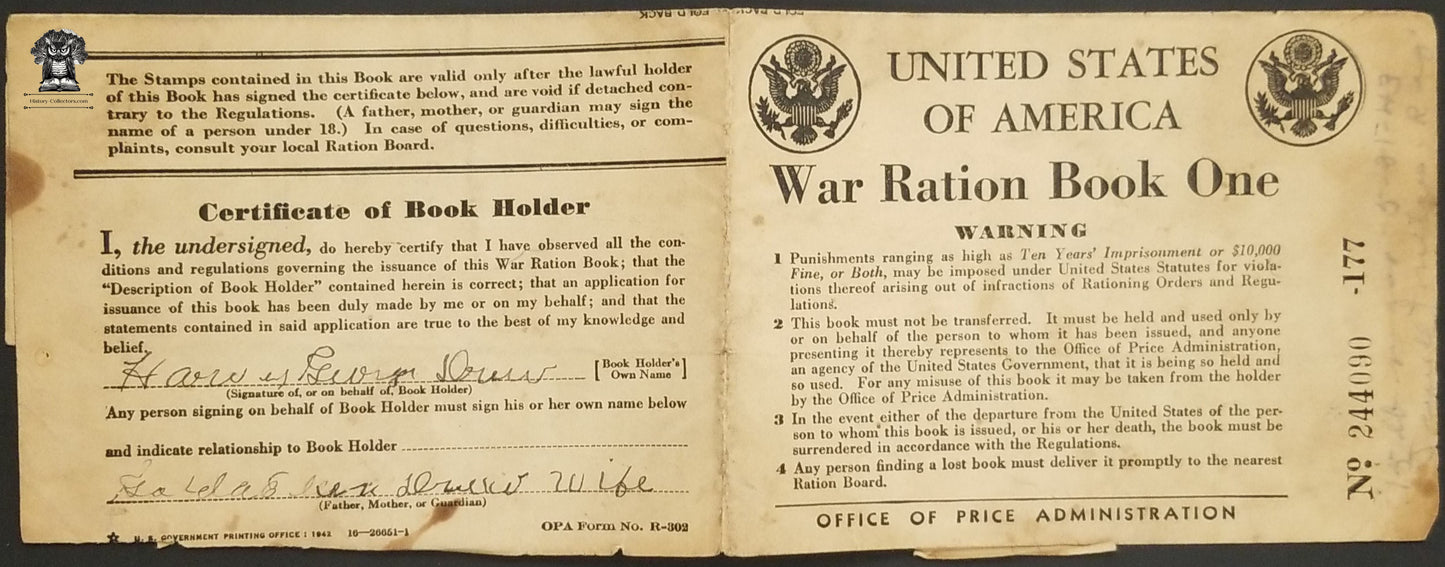 FOLD BACK FOLD BACK
History-Collectors.com
The Stamps contained in this Book are valid only after the lawful holder
of this Book has signed the certificate below, and are void if detached con-
trary to the Regulations. (A father, mother, or guardian may sign the
name of a person under 18.) In case of questions, difficulties, or com-
plaints, consult your local Ration Board.
Certificate of Book Holder
I, the undersigned, do hereby certify that I have observed all the con-
ditions and regulations governing the issuance of this War Ration Book; that the
"Description of Book Holder" contained herein is correct; that an application for
issuance of this book has been duly made by me or on my behalf; and that the
statements contained in said application are true to the best of my knowledge and
belief.
Harvey George
[Book Holder's
Own Name]
(Signature of, or on behalf of, Book Holder)
Any person signing on behalf of Book Holder must sign his or her own name below
and indicate relationship to Book Holder
Wife
(Father, Mother, or Guardian)
U. S. GOVERNMENT PRINTING OFFICE : 1942 16—26651-1
OPA Form No. R-302
UNITED STATES
OF AMERICA
War Ration Book One
WARNING
1 Punishments ranging as high as Ten Years' Imprisonment or $10,000
Fine, or Both, may be imposed under United States Statutes for viola-
tions thereof arising out of infractions of Rationing Orders and Regu-
lations.
2 This book must not be transferred. It must be held and used only by
or on behalf of the person to whom it has been issued, and anyone
presenting it thereby represents to the Office of Price Administration,
an agency of the United States Government, that it is being so held and
so used. For any misuse of this book it may be taken from the holder
by the Office of Price Administration.
3 In the event either of the departure from the United States of the per-
son to whom this book is issued, or his or her death, the book must be
surrendered in accordance with the Regulations.
4 Any person finding a lost book must deliver it promptly to the nearest
Ration Board.
OFFICE OF PRICE ADMINISTRATION
No. 244090 -177